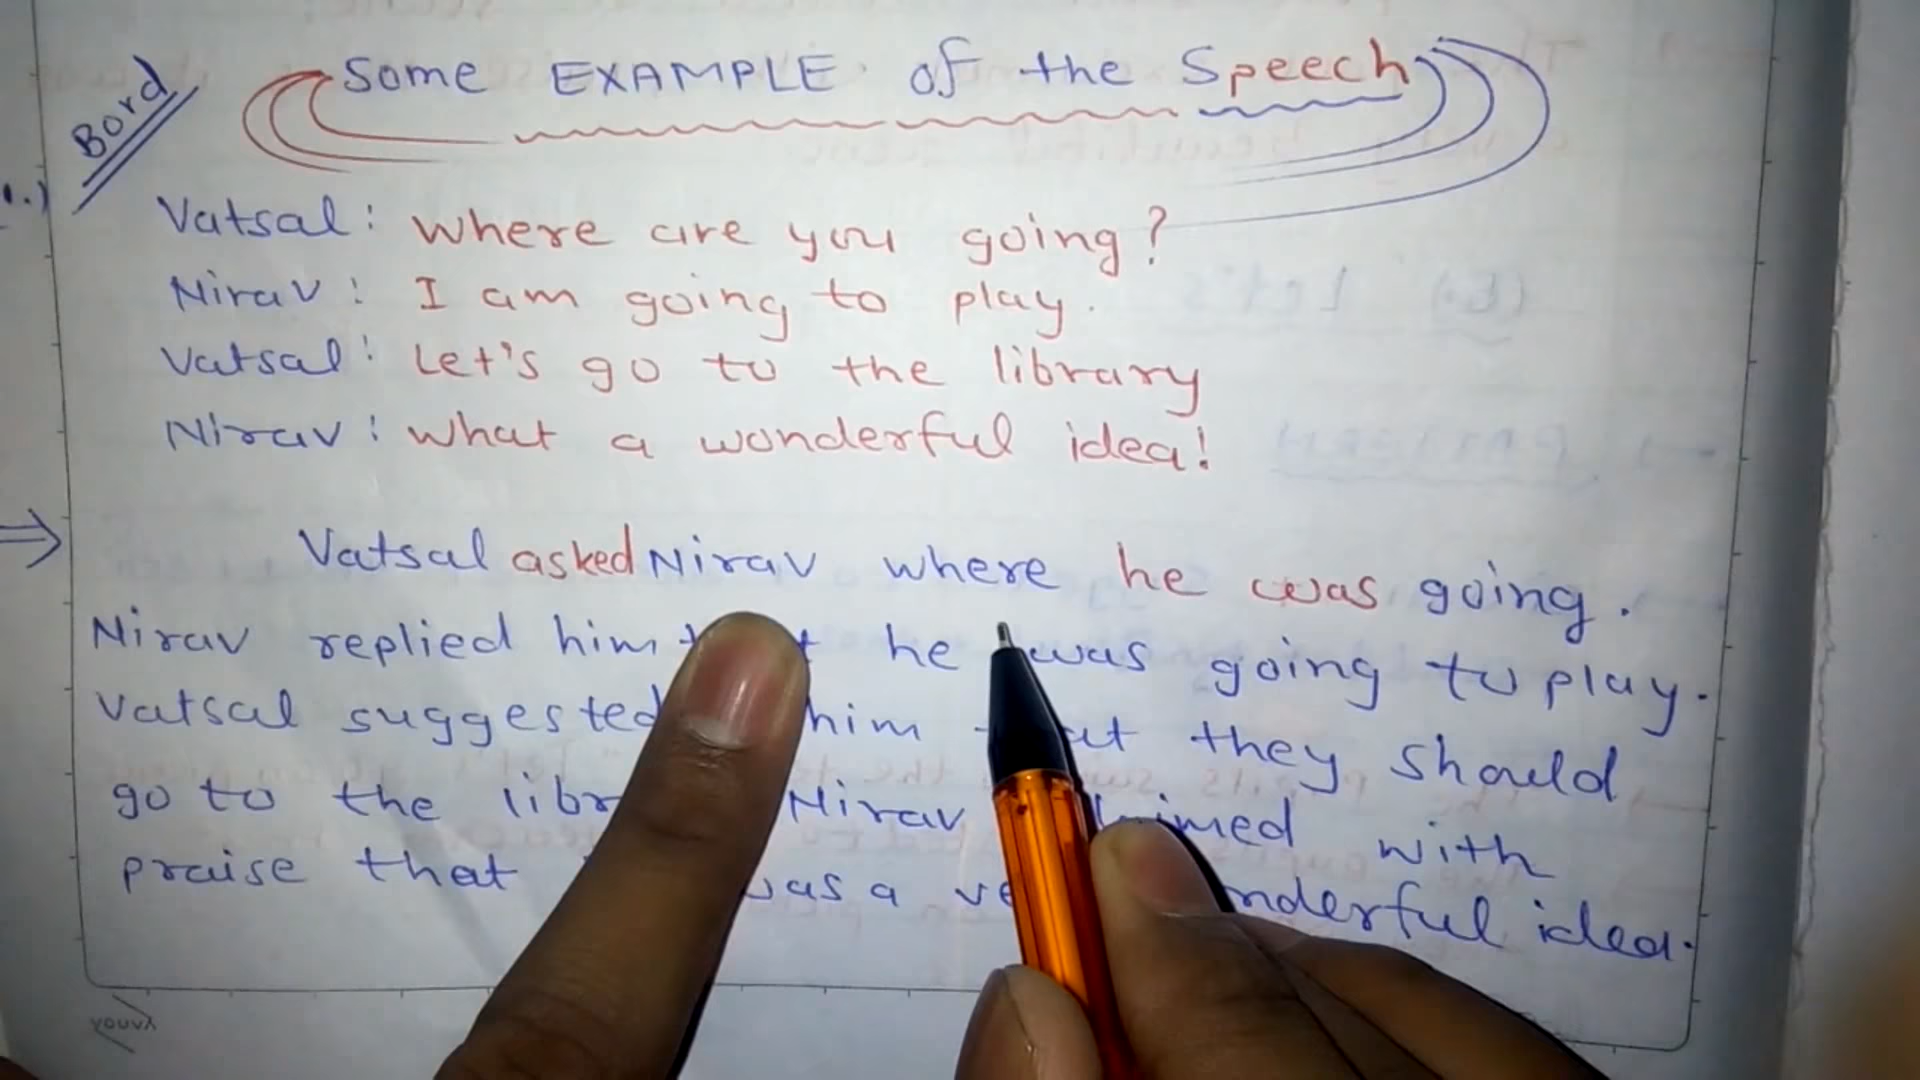 Some EXAMPLE of the Speech
Bord
1.)
Vatsal: Where are you going?
Nirav: I am going to play.
Vatsal: Let's go to the library
Nirav: What a wonderful idea!
⇒ Vatsal asked Nirav where he was going.
Nirav replied him he was going to play.
Vatsal suggested him they should
go to the Nirav with
praise that was a wonderful idea.
youva